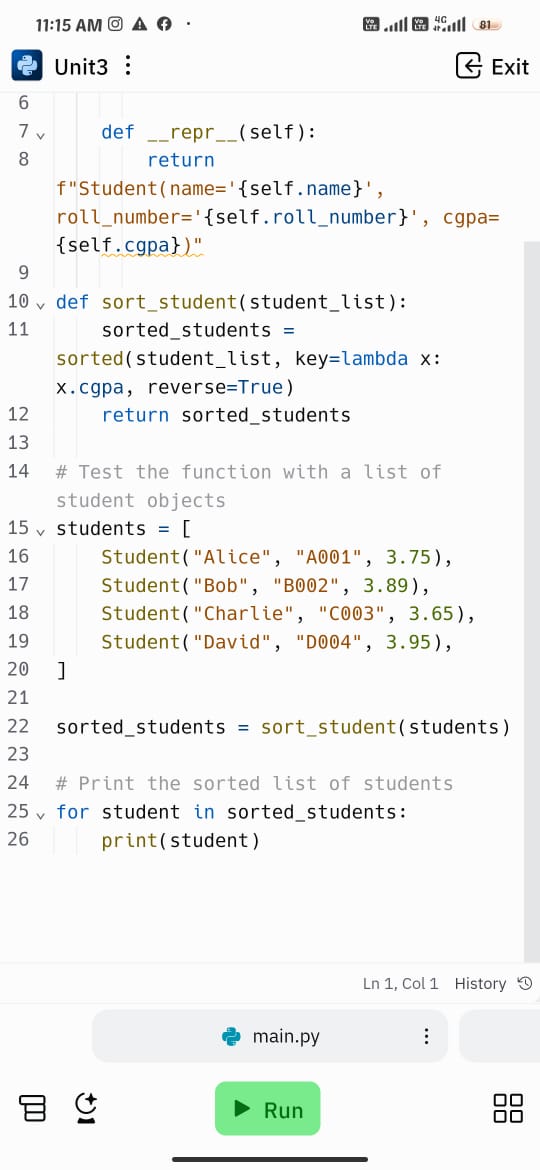 11:15 AM
Vo LTE
Vo LTE
4G
81
Unit3
Exit
6
7 def __repr__(self):
8 return
f"Student(name='{self.name}',
roll_number='{self.roll_number}', cgpa=
{self.cgpa})"
9
10 def sort_student(student_list):
11 sorted_students =
sorted(student_list, key=lambda x:
x.cgpa, reverse=True)
12 return sorted_students
13
14 # Test the function with a list of
student objects
15 students = [
16 Student("Alice", "A001", 3.75),
17 Student("Bob", "B002", 3.89),
18 Student("Charlie", "C003", 3.65),
19 Student("David", "D004", 3.95),
20 ]
21
22 sorted_students = sort_student(students)
23
24 # Print the sorted list of students
25 for student in sorted_students:
26 print(student)
Ln 1, Col 1 History
main.py
Run